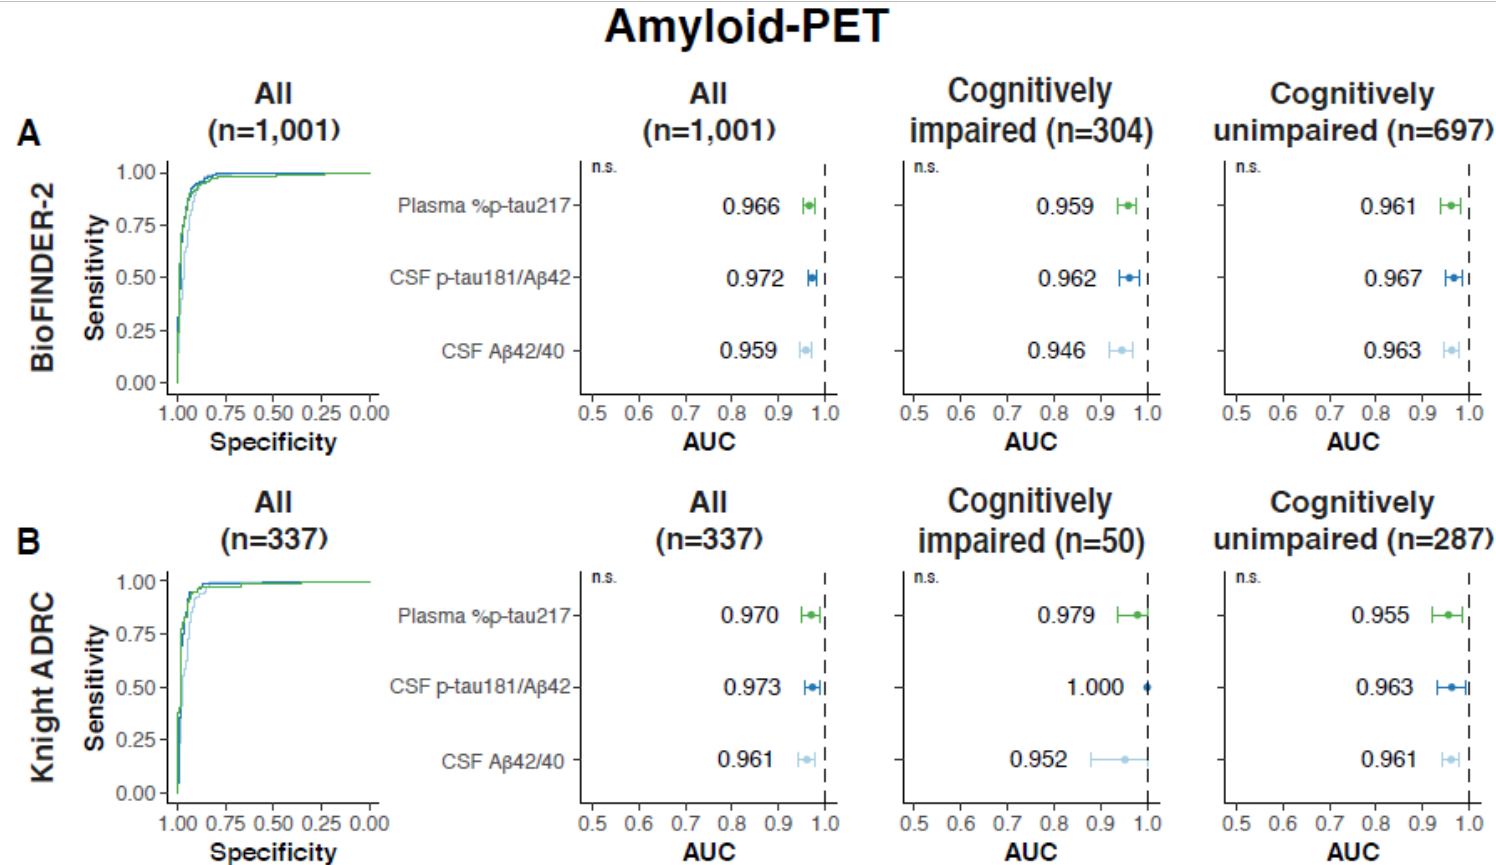 Amyloid-PET
A
BioFINDER-2
All
(n=1,001)
Sensitivity
1.00
0.75
0.50
0.25
0.00
1.00 0.75 0.50 0.25 0.00
Specificity
All
(n=1,001)
n.s.
Plasma %p-tau217
0.966
CSF p-tau181/Aβ42
0.972
CSF Aβ42/40
0.959
0.5 0.6 0.7 0.8 0.9 1.0
AUC
Cognitively
impaired (n=304)
n.s.
0.959
0.962
0.946
0.5 0.6 0.7 0.8 0.9 1.0
AUC
Cognitively
unimpaired (n=697)
n.s.
0.961
0.967
0.963
0.5 0.6 0.7 0.8 0.9 1.0
AUC
B
Knight ADRC
All
(n=337)
Sensitivity
1.00
0.75
0.50
0.25
0.00
1.00 0.75 0.50 0.25 0.00
Specificity
All
(n=337)
n.s.
Plasma %p-tau217
0.970
CSF p-tau181/Aβ42
0.973
CSF Aβ42/40
0.961
0.5 0.6 0.7 0.8 0.9 1.0
AUC
Cognitively
impaired (n=50)
n.s.
0.979
1.000
0.952
0.5 0.6 0.7 0.8 0.9 1.0
AUC
Cognitively
unimpaired (n=287)
n.s.
0.955
0.963
0.961
0.5 0.6 0.7 0.8 0.9 1.0
AUC